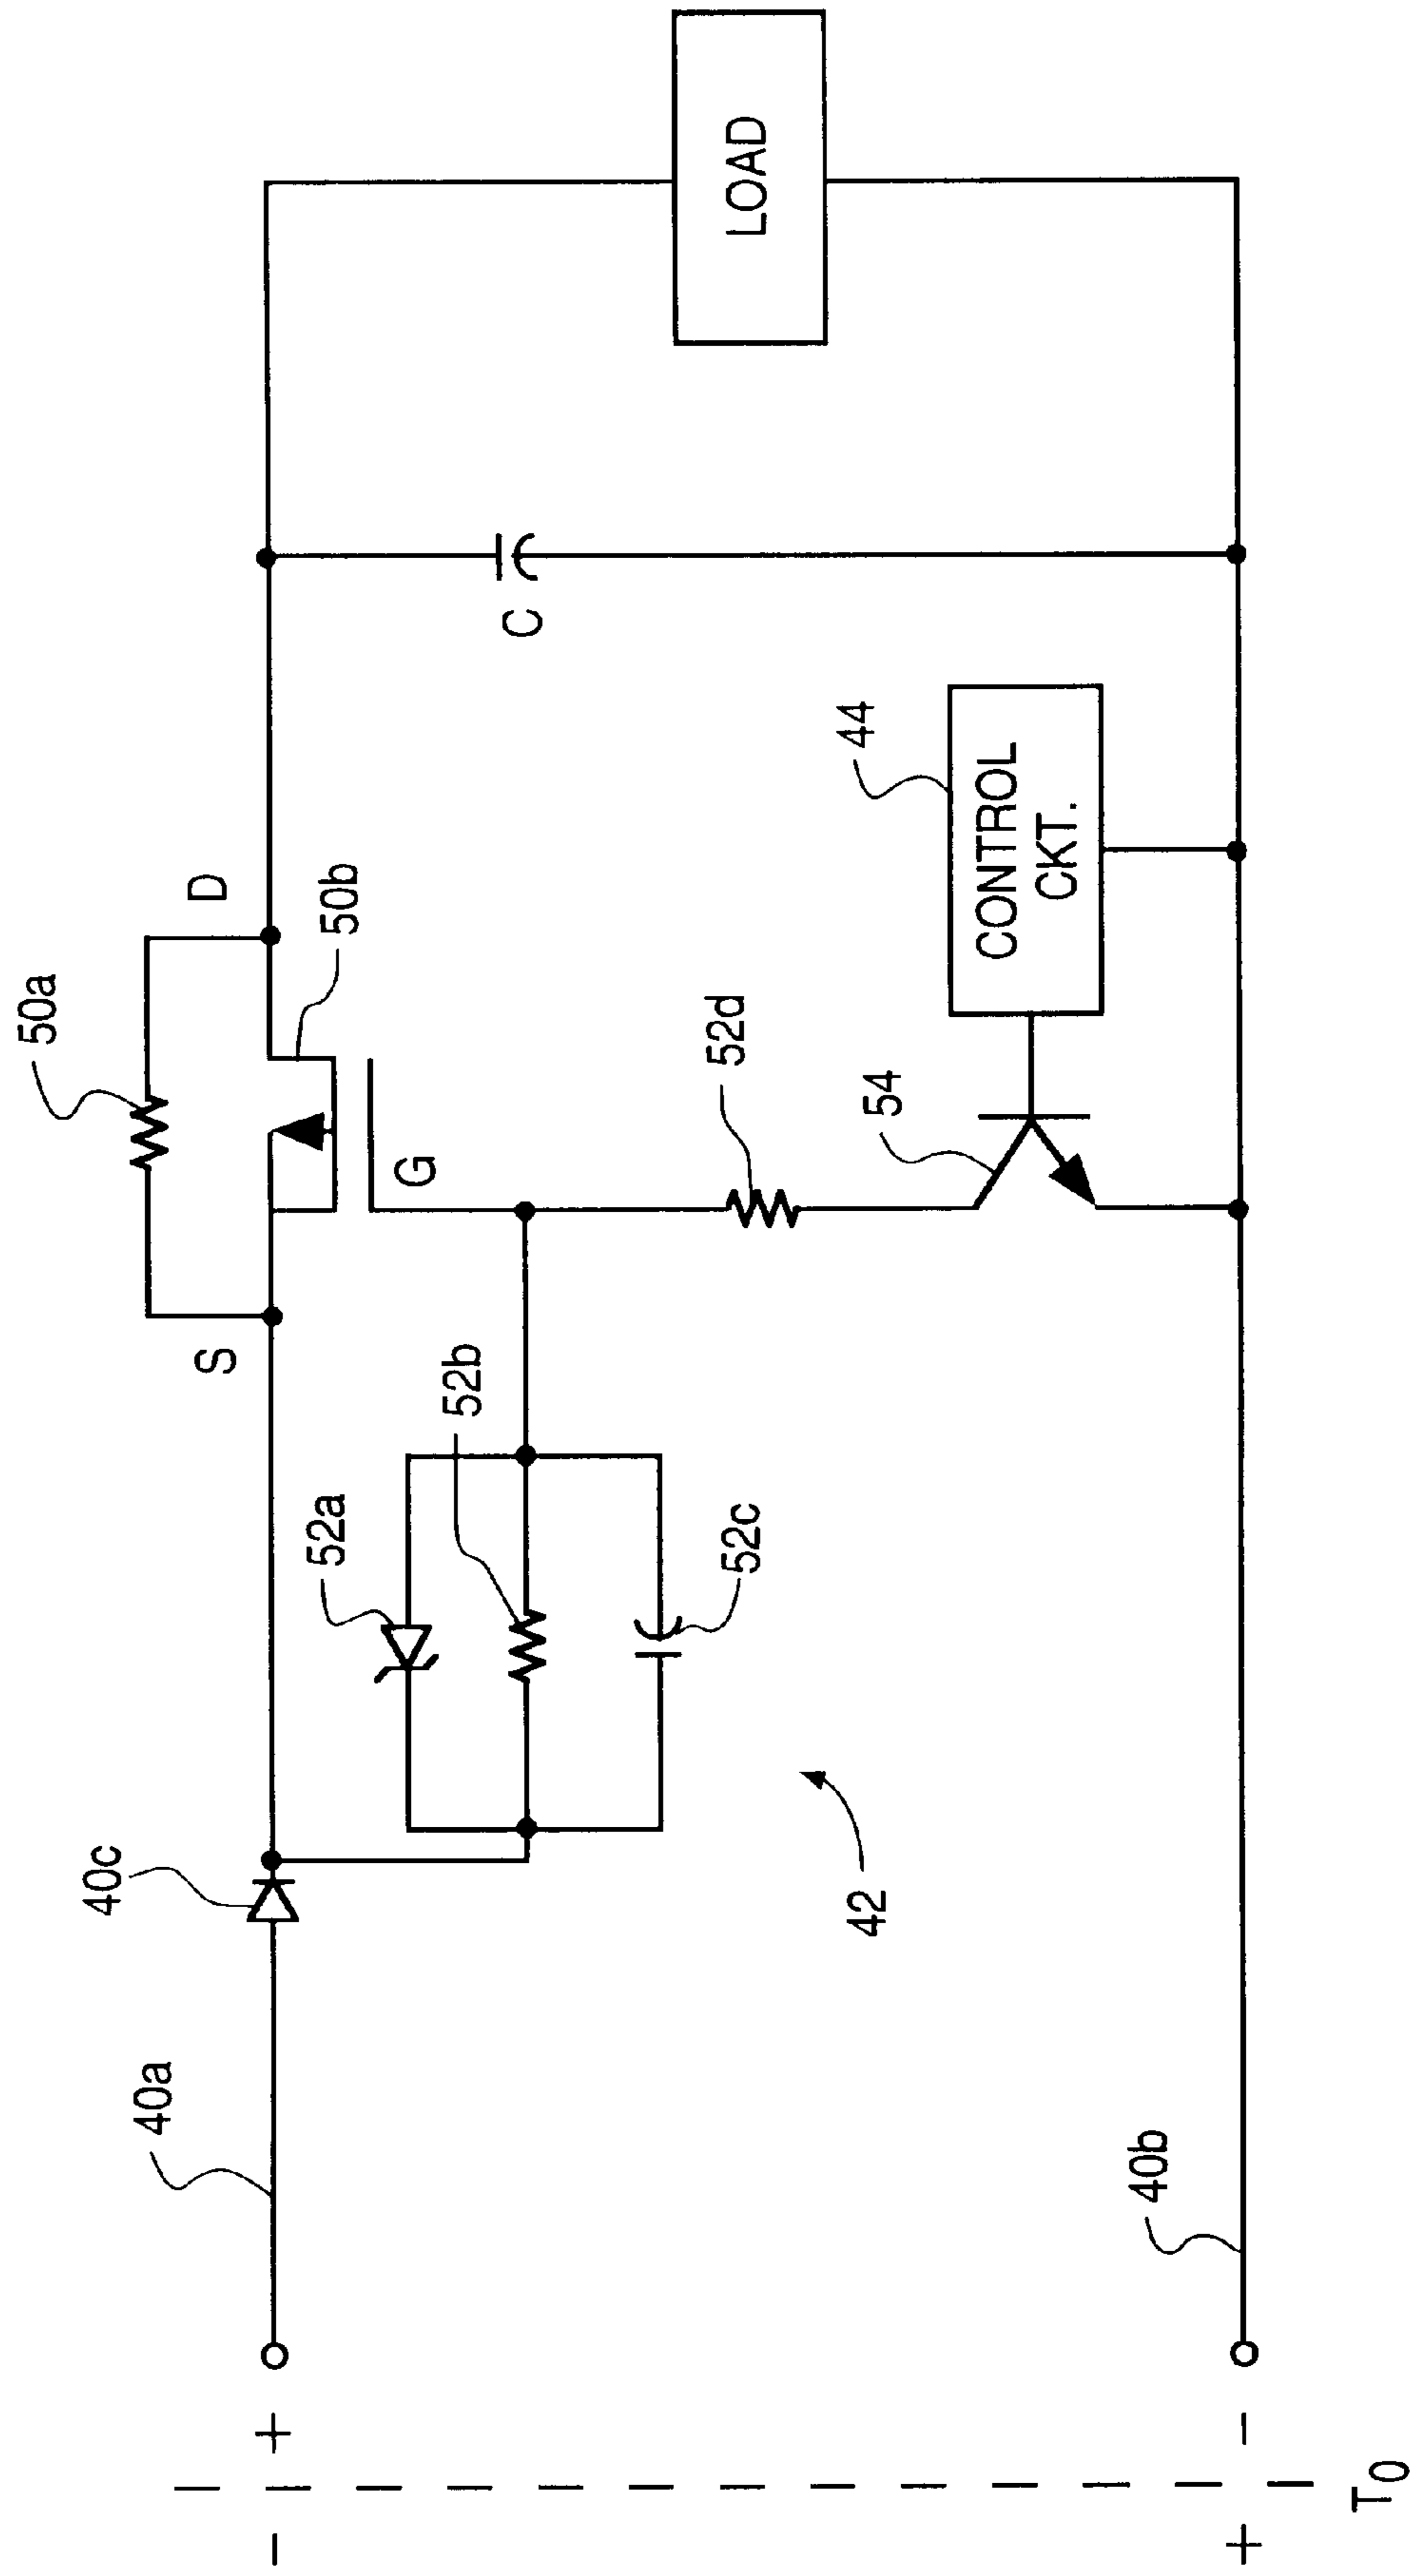 50a
S
D
50b
LOAD
40a
40c
52a
52b
G
C
52c
52d
44
CONTROL
CKT.
54
42
40b
- +
+ -
T0